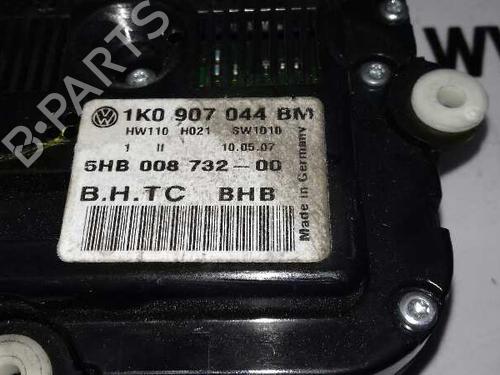 B-PARTS
1K0 907 044 BM
HW110 H021 SW1010
1 II 10.05.07
5HB 008 732-00
B.H.TC BHB
Made in Germany